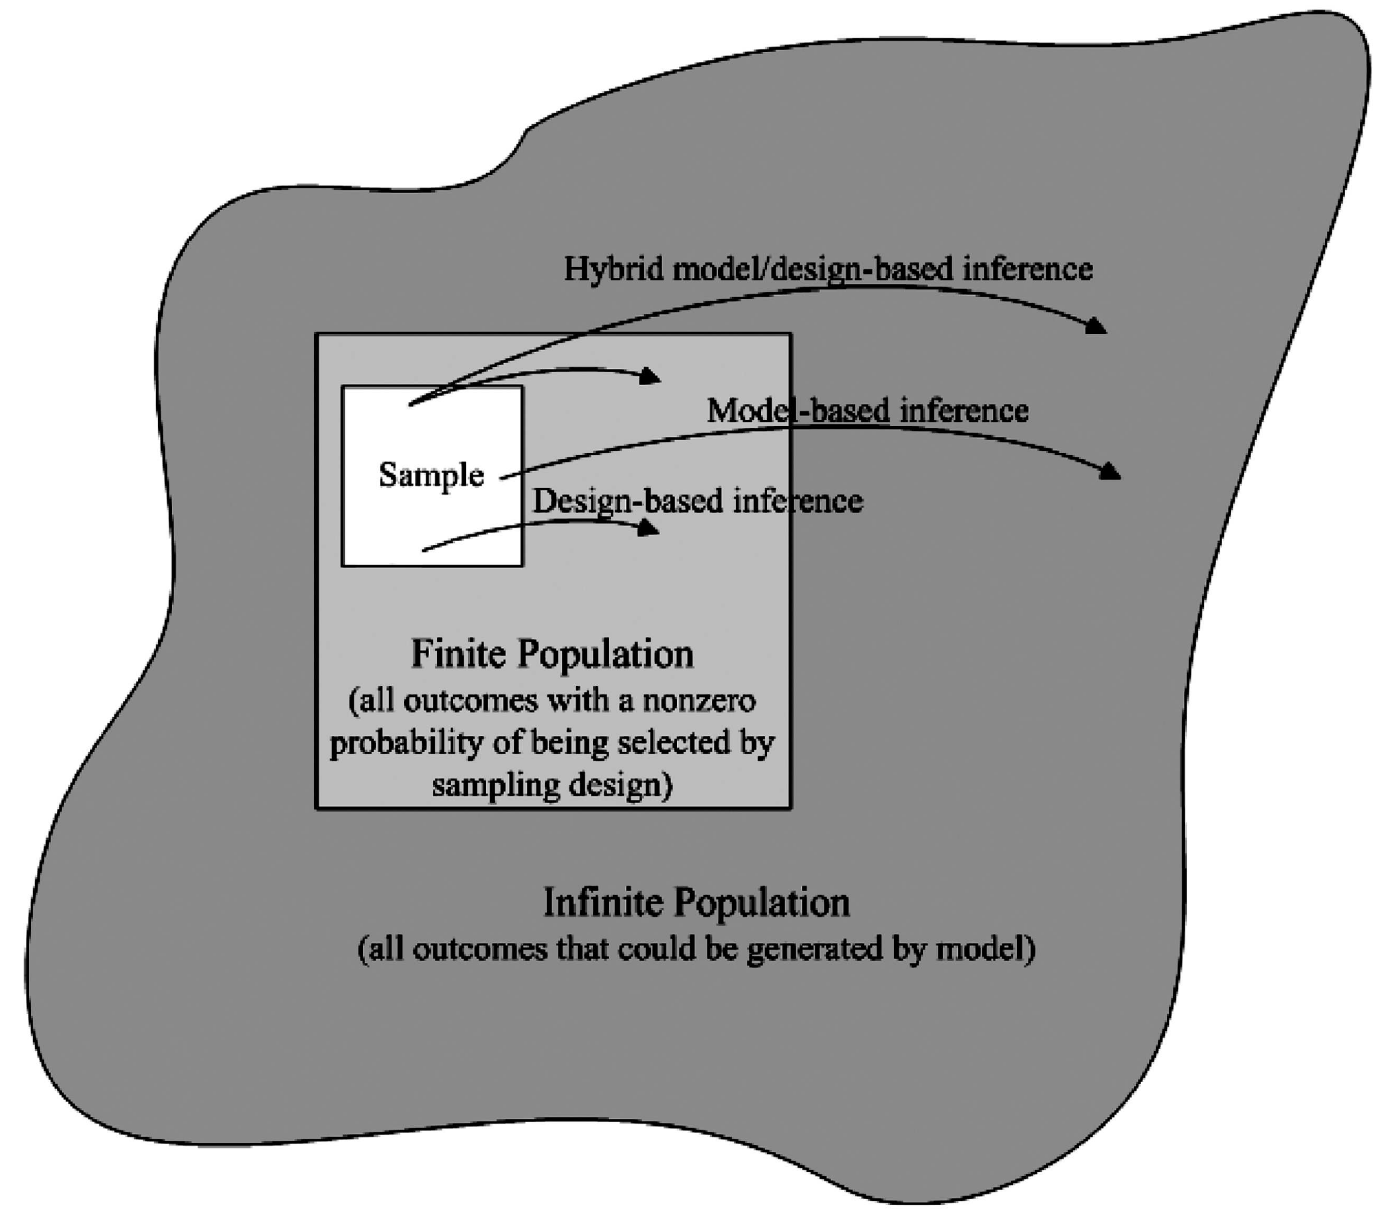 Hybrid model/design-based inference
Model-based inference
Sample
Design-based inference
Finite Population
(all outcomes with a nonzero
probability of being selected by
sampling design)
Infinite Population
(all outcomes that could be generated by model)